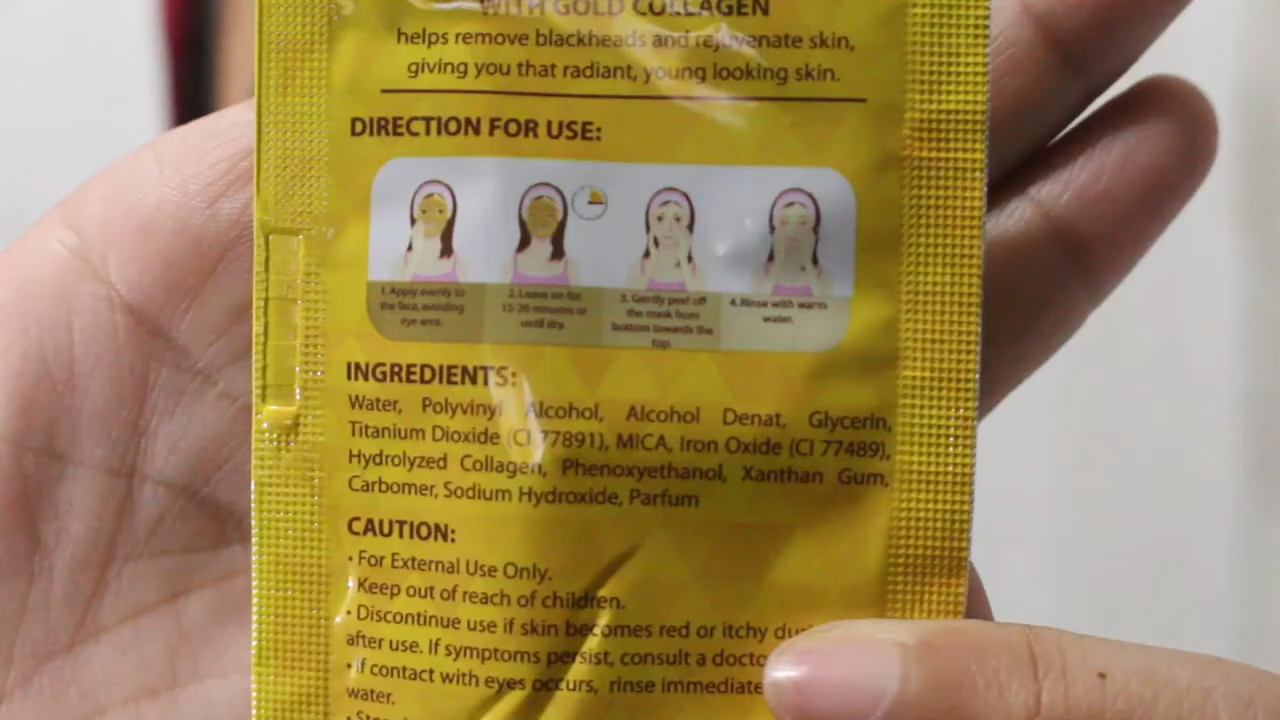 WITH GOLD COLLAGEN
helps remove blackheads and rejuvenate skin,
giving you that radiant, young looking skin.
DIRECTION FOR USE:
1. Apply evenly to
the face, avoiding
eye area.
2. Leave on for
15-20 minutes or
until dry.
3. Gently peel off
the mask from
bottom towards the
top.
4. Rinse with warm
water.
INGREDIENTS:
Water, Polyvinyl Alcohol, Alcohol Denat, Glycerin,
Titanium Dioxide (CI 77891), MICA, Iron Oxide (CI 77489),
Hydrolyzed Collagen, Phenoxyethanol, Xanthan Gum,
Carbomer, Sodium Hydroxide, Parfum
CAUTION:
• For External Use Only.
• Keep out of reach of children.
• Discontinue use if skin becomes red or itchy
after use. If symptoms persist, consult a
• If contact with eyes occurs, rinse
water.